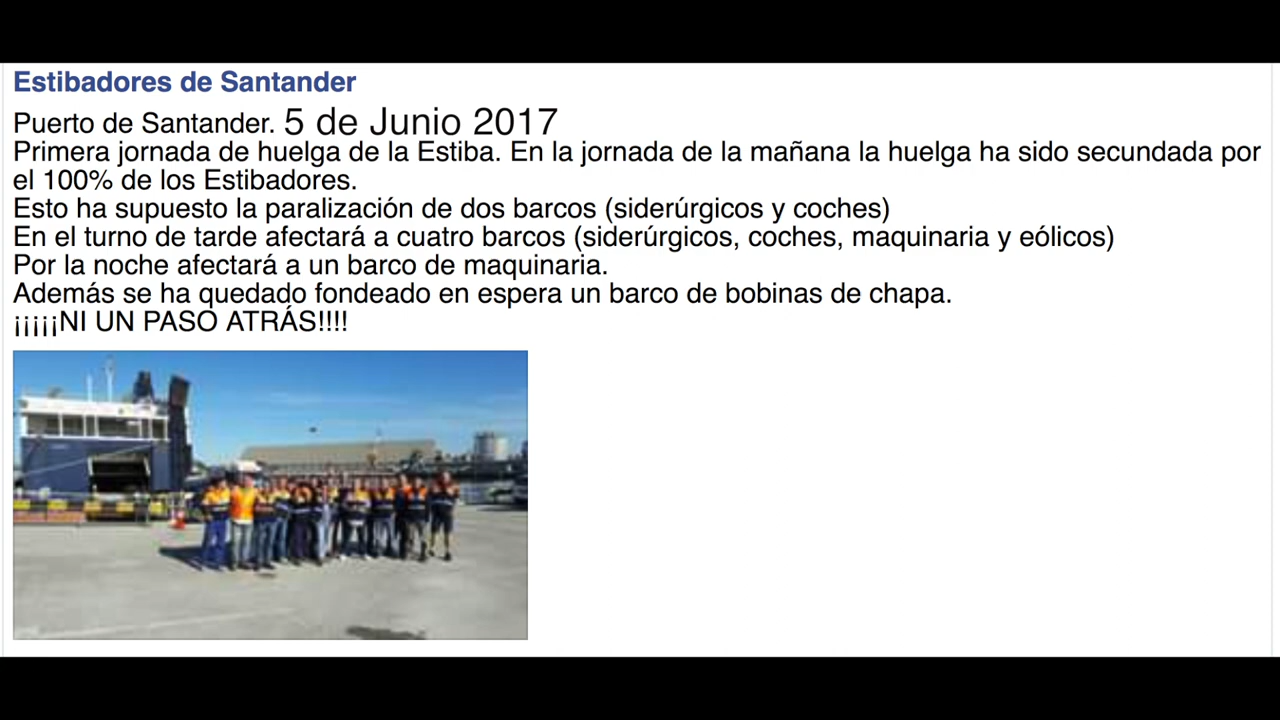 Estibadores de Santander
Puerto de Santander. 5 de Junio 2017
Primera jornada de huelga de la Estiba. En la jornada de la mañana la huelga ha sido secundada por
el 100% de los Estibadores.
Esto ha supuesto la paralización de dos barcos (siderúrgicos y coches)
En el turno de tarde afectará a cuatro barcos (siderúrgicos, coches, maquinaria y eólicos)
Por la noche afectará a un barco de maquinaria.
Además se ha quedado fondeado en espera un barco de bobinas de chapa.
¡¡¡¡¡NI UN PASO ATRÁS!!!!